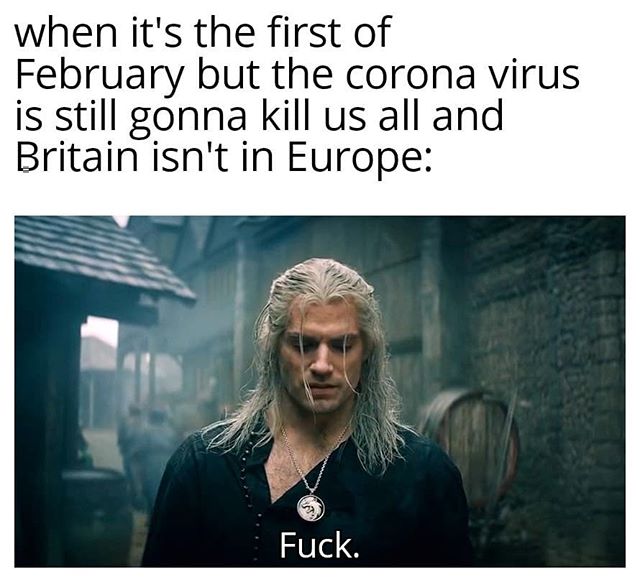 when it's the first of
February but the corona virus
is still gonna kill us all and
Britain isn't in Europe:
Fuck.